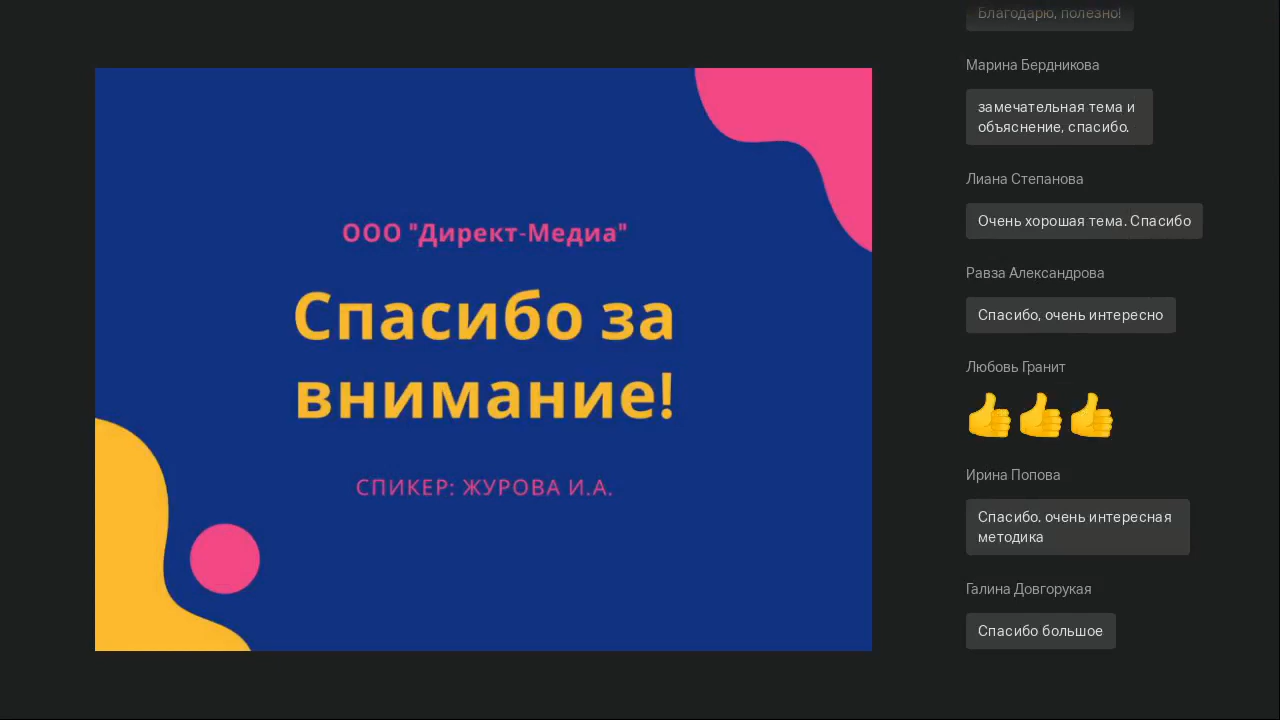 ООО "Директ-Медиа"
Спасибо за
внимание!
СПИКЕР: ЖУРОВА И.А.
Благодарю, полезно!
Марина Бердникова
замечательная тема и
объяснение, спасибо.
Лиана Степанова
Очень хорошая тема. Спасибо
Равза Александрова
Спасибо, очень интересно
Любовь Гранит
👍👍👍
Ирина Попова
Спасибо. очень интересная
методика
Галина Довгорукая
Спасибо большое